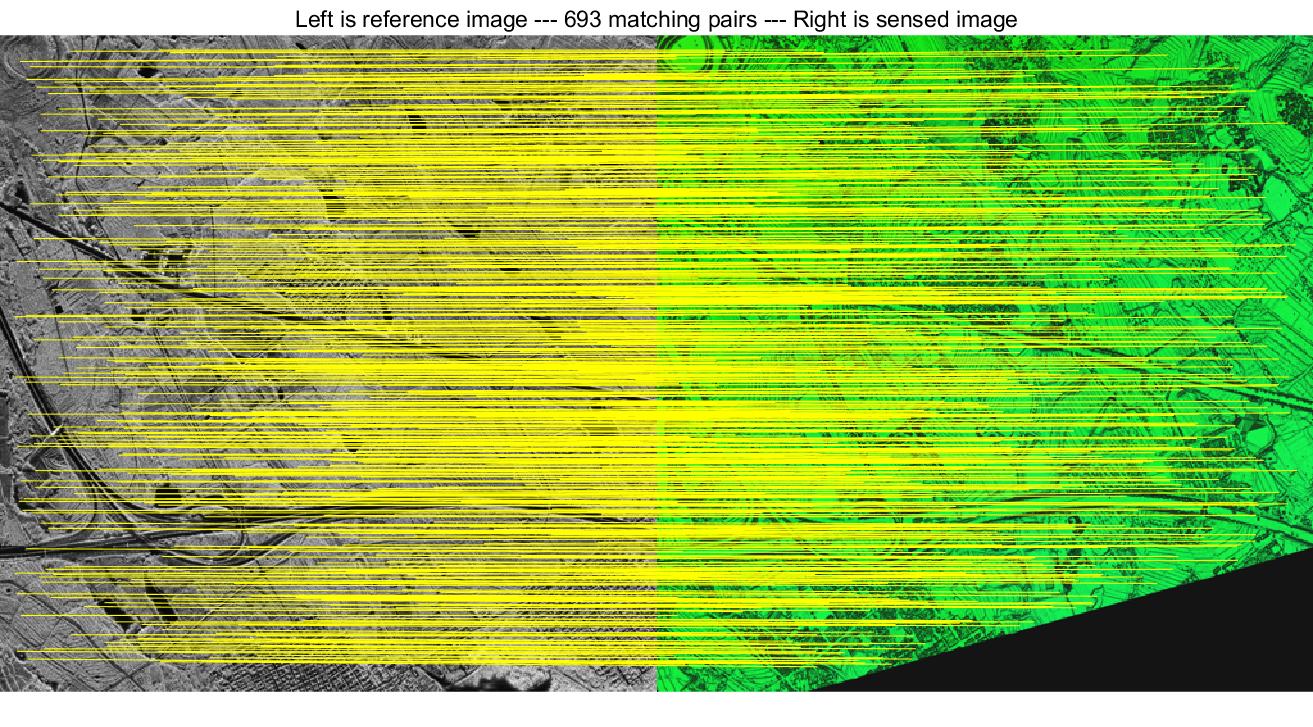 Left is reference image --- 693 matching pairs --- Right is sensed image